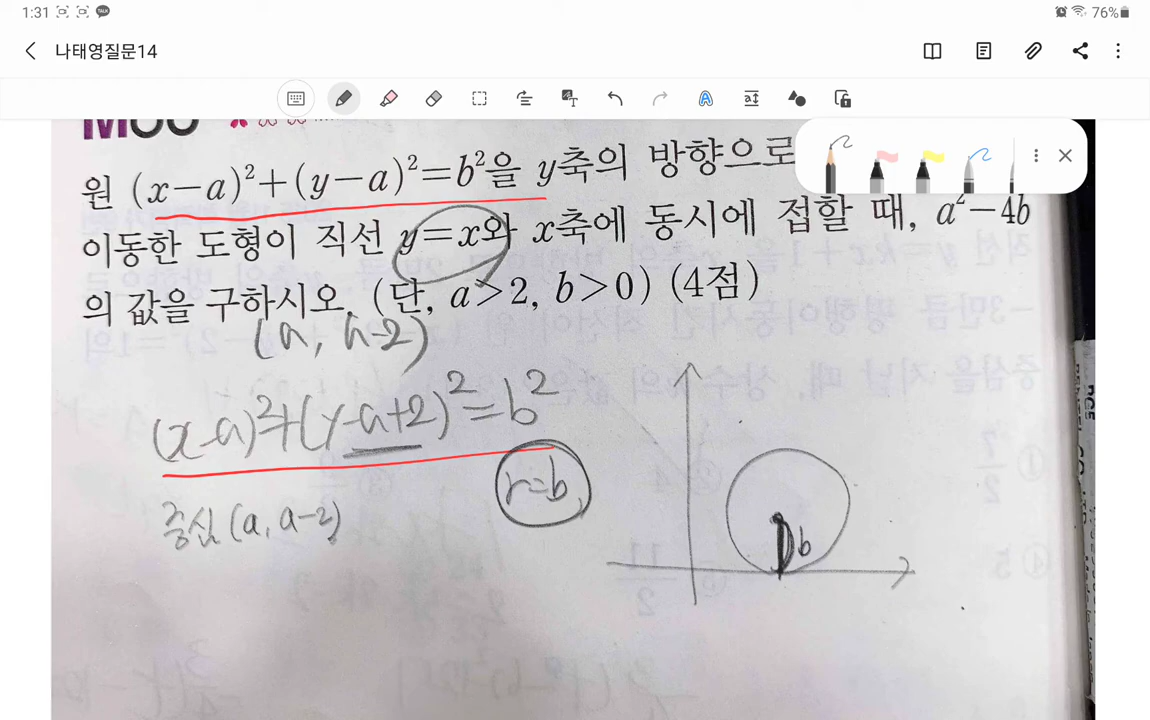 1:31
76%
나태영질문14
원 (x-a)²+(y-a)²=b²을 y축의 방향으로
이동한 도형이 직선 y=x와 x축에 동시에 접할 때, a²-4b
의 값을 구하시오. (단, a>2, b>0) (4점)
(a, a-2)
(x-a)²+(y-a+2)²=b²
r=b
중심 (a, a-2)
b